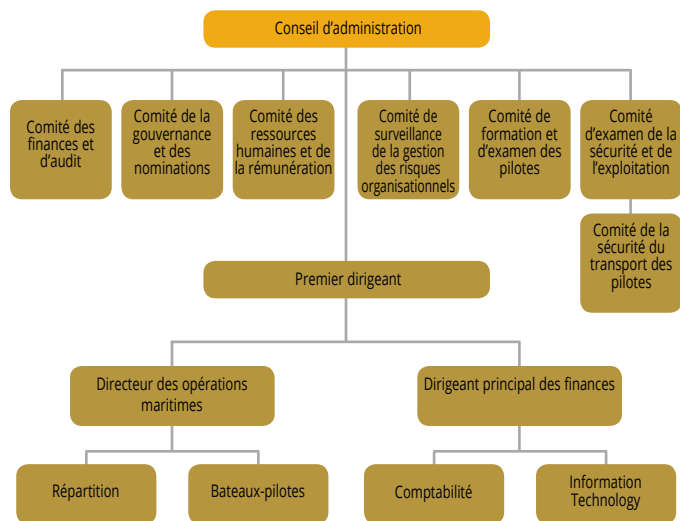 Conseil d’administration
Comité des
finances et
d’audit
Comité de la
gouvernance
et des
nominations
Comité des
ressources
humaines et de
la rémunération
Comité de
surveillance
de la gestion
des risques
organisationnels
Comité de
formation et
d’examen des
pilotes
Comité
d’examen de la
sécurité et de
l’exploitation
Comité de la
sécurité du
transport des
pilotes
Premier dirigeant
Directeur des opérations
maritimes
Dirigeant principal des finances
Répartition
Bateaux-pilotes
Comptabilité
Information
Technology